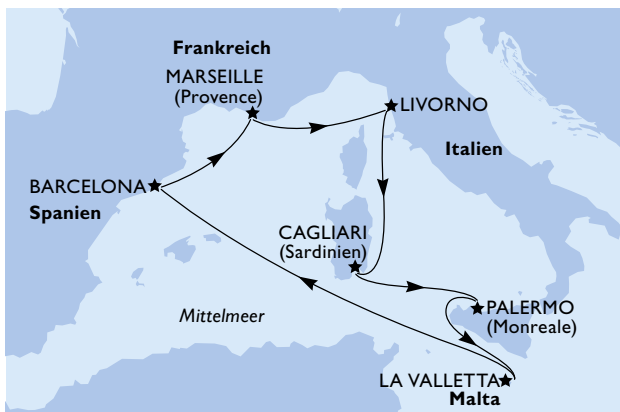 Frankreich
MARSEILLE
(Provence)
LIVORNO
Italien
BARCELONA
Spanien
CAGLIARI
(Sardinien)
PALERMO
(Monreale)
Mittelmeer
LA VALLETTA
Malta